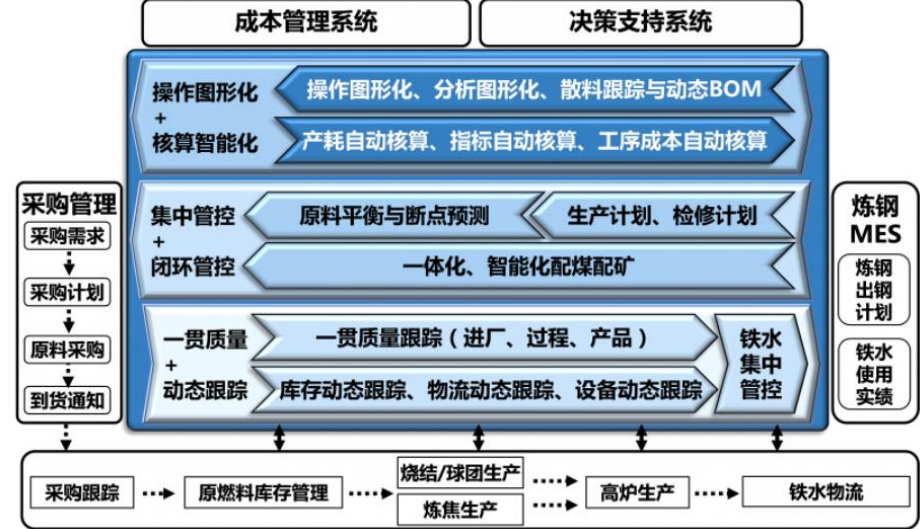 成本管理系统
决策支持系统
操作图形化
+
核算智能化
操作图形化、分析图形化、散料跟踪与动态BOM
产耗自动核算、指标自动核算、工序成本自动核算
采购管理
采购需求
采购计划
原料采购
到货通知
集中管控
+
闭环管控
原料平衡与断点预测
生产计划、检修计划
一体化、智能化配煤配矿
一贯质量
+
动态跟踪
一贯质量跟踪（进厂、过程、产品）
库存动态跟踪、物流动态跟踪、设备动态跟踪
铁水
集中
管控
炼钢
MES
炼钢
出钢
计划
铁水
使用
实绩
采购跟踪
原燃料库存管理
烧结/球团生产
炼焦生产
高炉生产
铁水物流